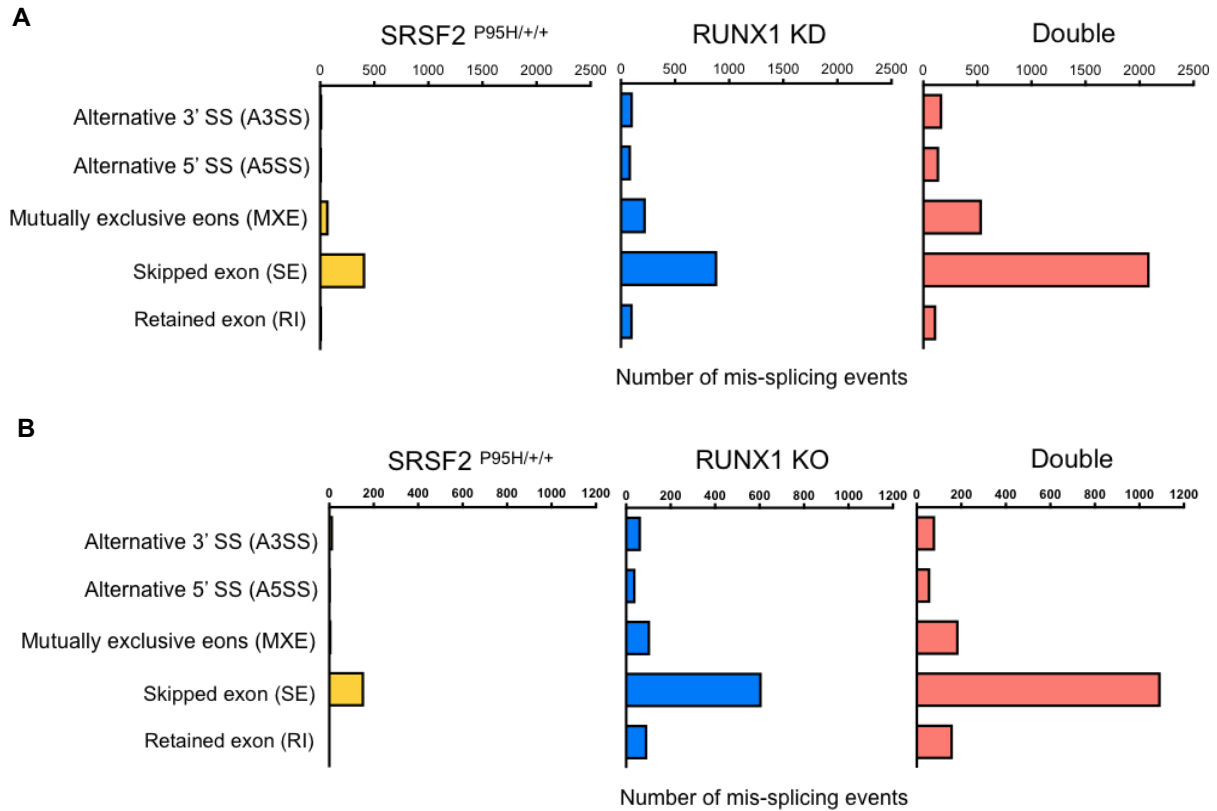 A
SRSF2 P95H/+/+
RUNX1 KD
Double
0 500 1000 1500 2000 2500
0 500 1000 1500 2000 2500
0 500 1000 1500 2000 2500
Alternative 3’ SS (A3SS)
Alternative 5’ SS (A5SS)
Mutually exclusive eons (MXE)
Skipped exon (SE)
Retained exon (RI)
Number of mis-splicing events
B
SRSF2 P95H/+/+
RUNX1 KO
Double
0 200 400 600 800 1000 1200
0 200 400 600 800 1000 1200
0 200 400 600 800 1000 1200
Alternative 3’ SS (A3SS)
Alternative 5’ SS (A5SS)
Mutually exclusive eons (MXE)
Skipped exon (SE)
Retained exon (RI)
Number of mis-splicing events